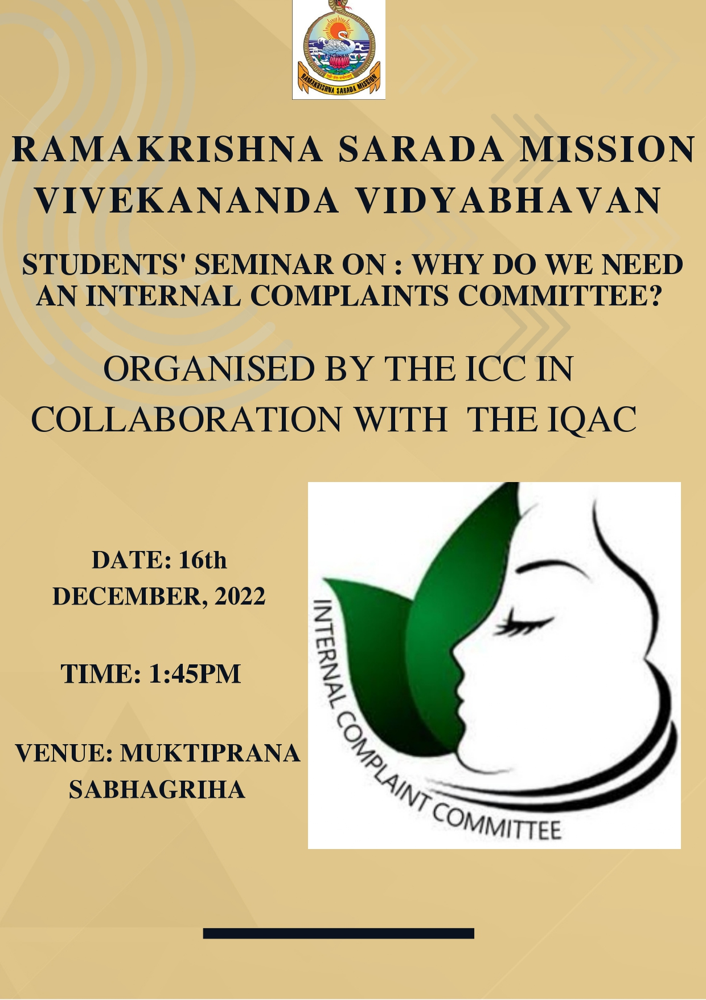 RAMAKRISHNA SARADA MISSION
RAMAKRISHNA SARADA MISSION
VIVEKANANDA VIDYABHAVAN
STUDENTS' SEMINAR ON : WHY DO WE NEED
AN INTERNAL COMPLAINTS COMMITTEE?
ORGANISED BY THE ICC IN
COLLABORATION WITH THE IQAC
DATE: 16th
DECEMBER, 2022
TIME: 1:45PM
VENUE: MUKTIPRANA
SABHAGRIHA
INTERNAL COMPLAINT COMMITTEE